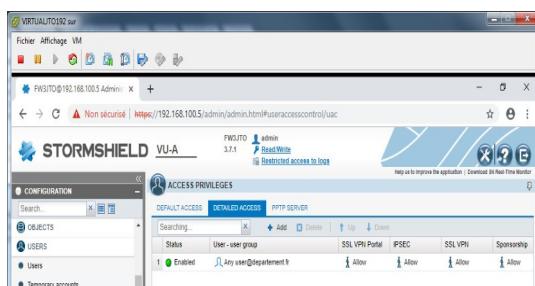 VIRTUALITO192 sur
Fichier Affichage VM
FW3JTO@192.168.100.5 Adminis
Non sécurisé | https://192.168.100.5/admin/admin.html#useraccesscontrol/uac
STORMSHIELD VU-A
FW3JTO admin
3.7.1 Read/Write
Restricted access to logs
Help us to improve the application | Download SN Real-Time Monitor
CONFIGURATION
Search...
OBJECTS
USERS
Users
Temporary accounts
ACCESS PRIVILEGES
DEFAULT ACCESS DETAILED ACCESS PPTP SERVER
Searching... Add Delete Up Down
Status User - user group SSL VPN Portal IPSEC SSL VPN Sponsorship
1 Enabled Any user@departement.fr Allow Allow Allow Allow